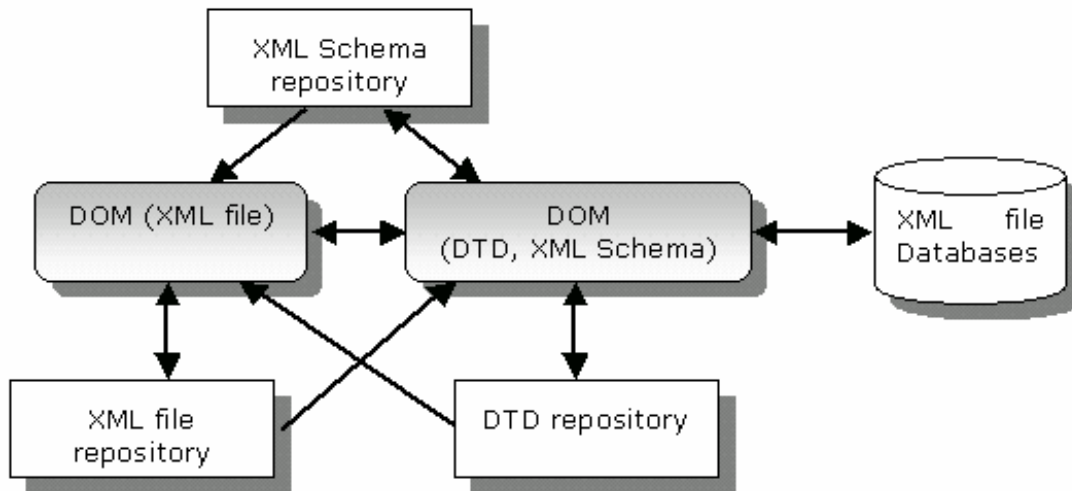 XML Schema
repository
DOM (XML file)
DOM
(DTD, XML Schema)
XML file
Databases
XML file
repository
DTD repository